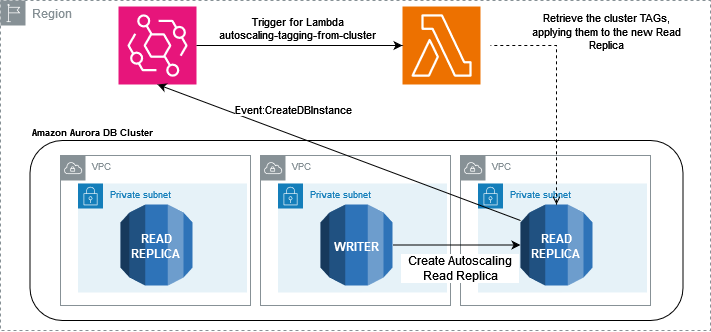 Region
Trigger for Lambda
autoscaling-tagging-from-cluster
Retrieve the cluster TAGs,
applying them to the new Read
Replica
Event:CreateDBInstance
Amazon Aurora DB Cluster
VPC
VPC
VPC
Private subnet
Private subnet
Private subnet
READ
REPLICA
WRITER
READ
REPLICA
Create Autoscaling
Read Replica